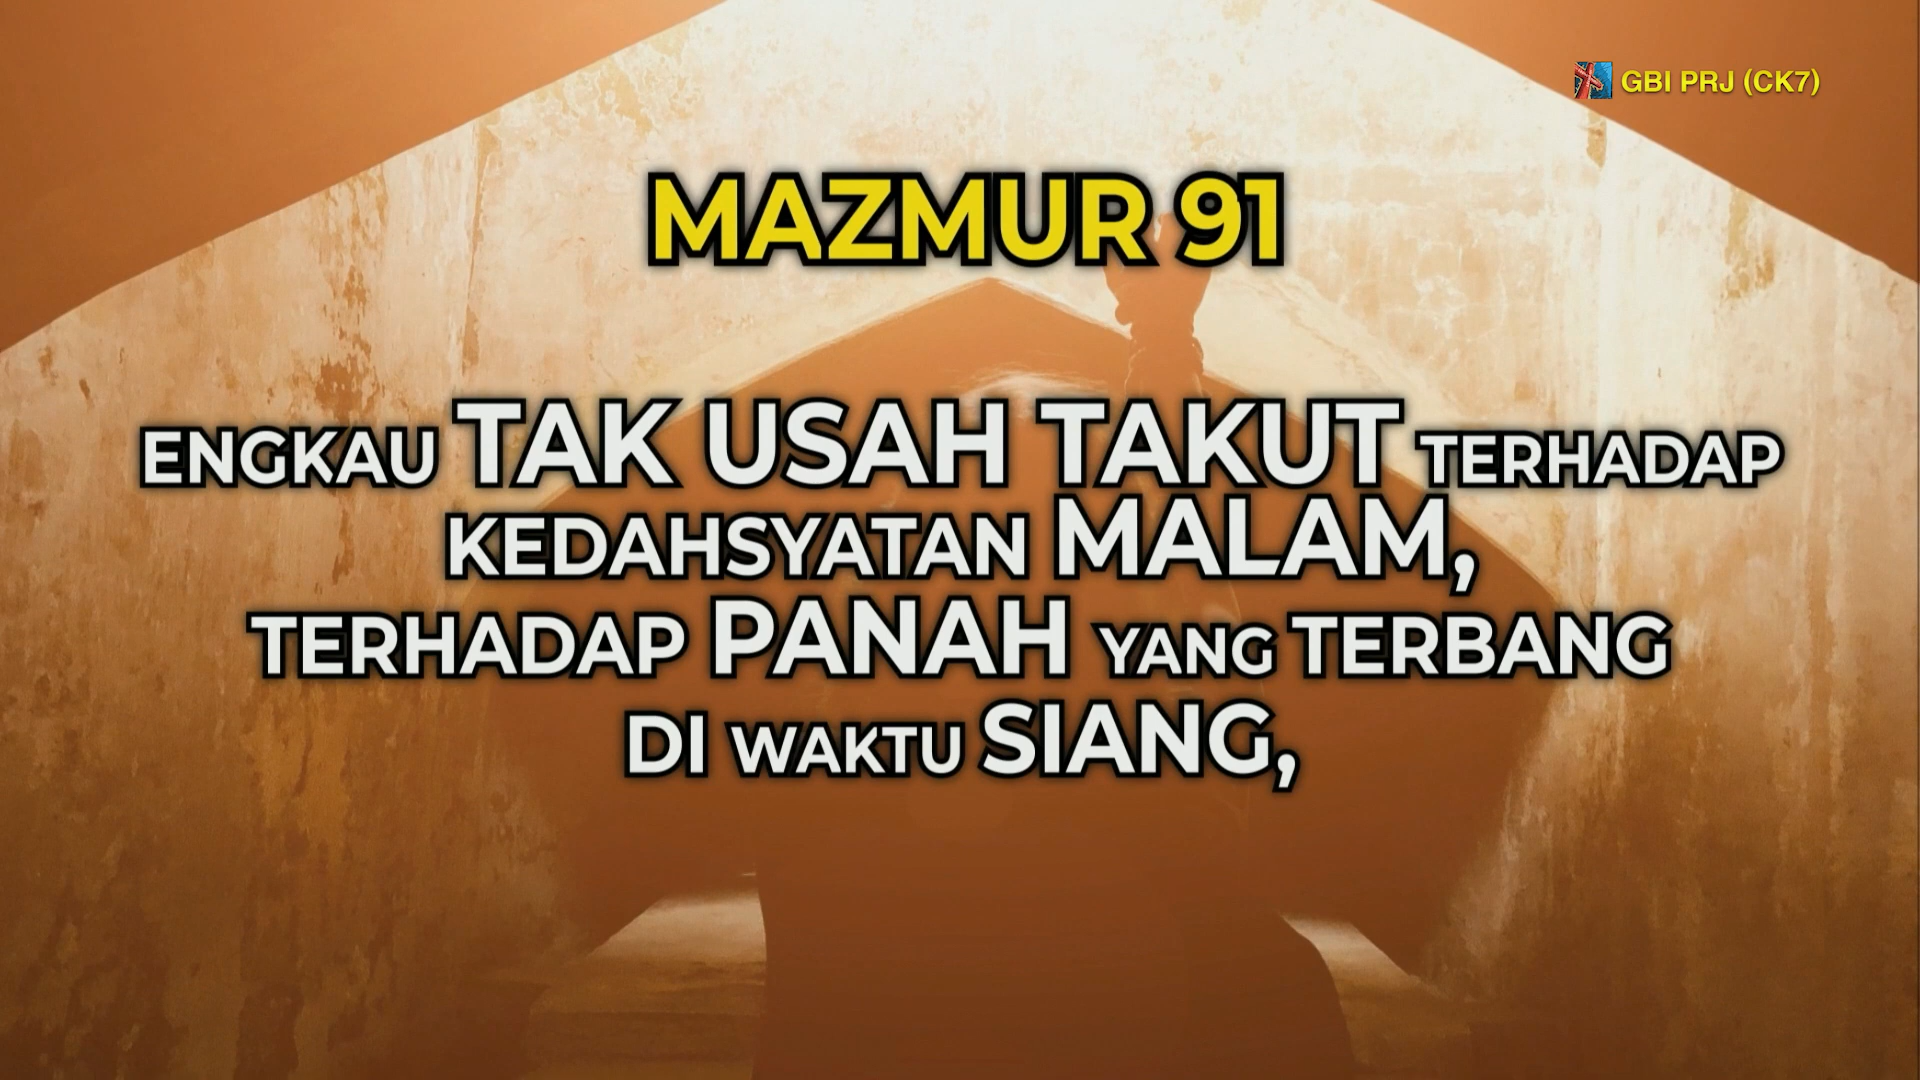 GBI PRJ (CK7)
MAZMUR 91
ENGKAU TAK USAH TAKUT TERHADAP
KEDAHSYATAN MALAM,
TERHADAP PANAH YANG TERBANG
DI WAKTU SIANG,